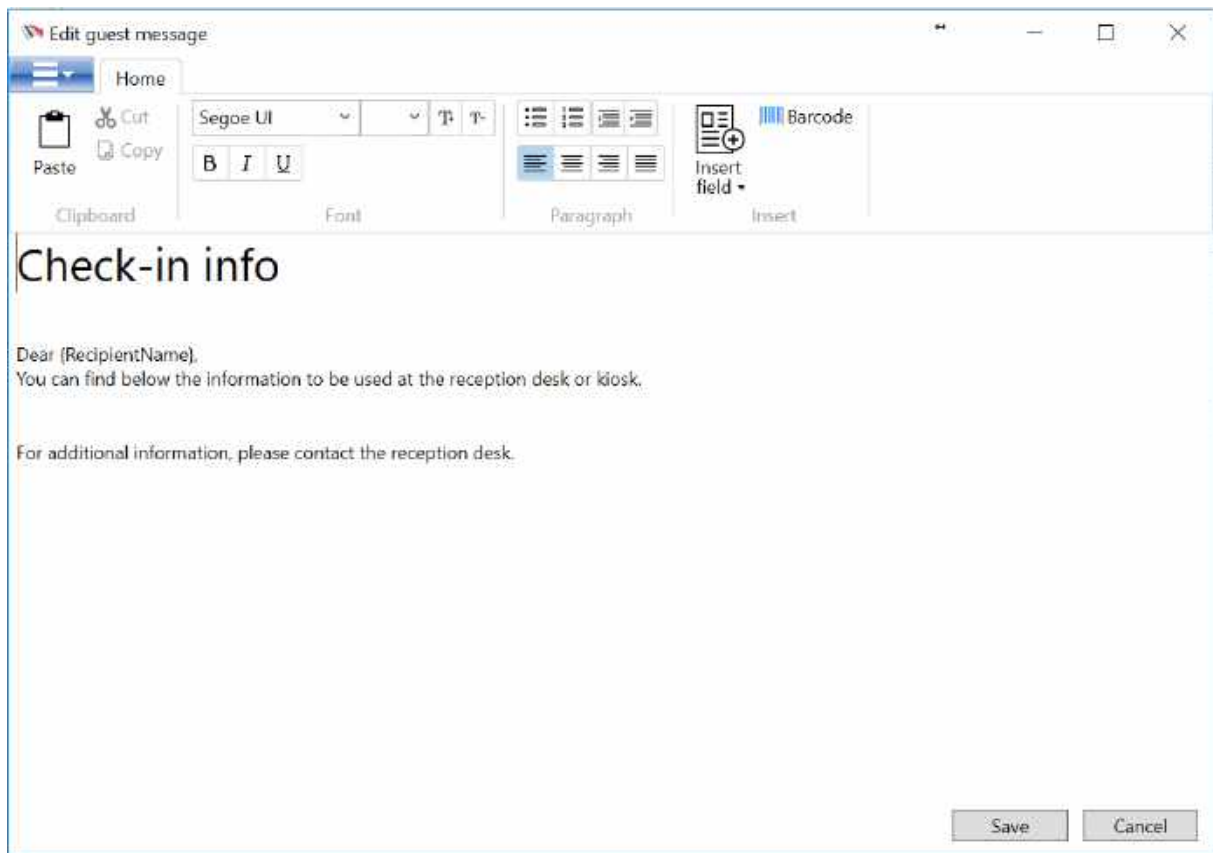 Edit guest message
Home
Paste
Cut
Copy
Clipboard
Segoe UI
B I U
Font
Paragraph
Insert
field
Barcode
Insert
Check-in info
Dear {RecipientName},
You can find below the information to be used at the reception desk or kiosk.
For additional information, please contact the reception desk.
Save
Cancel